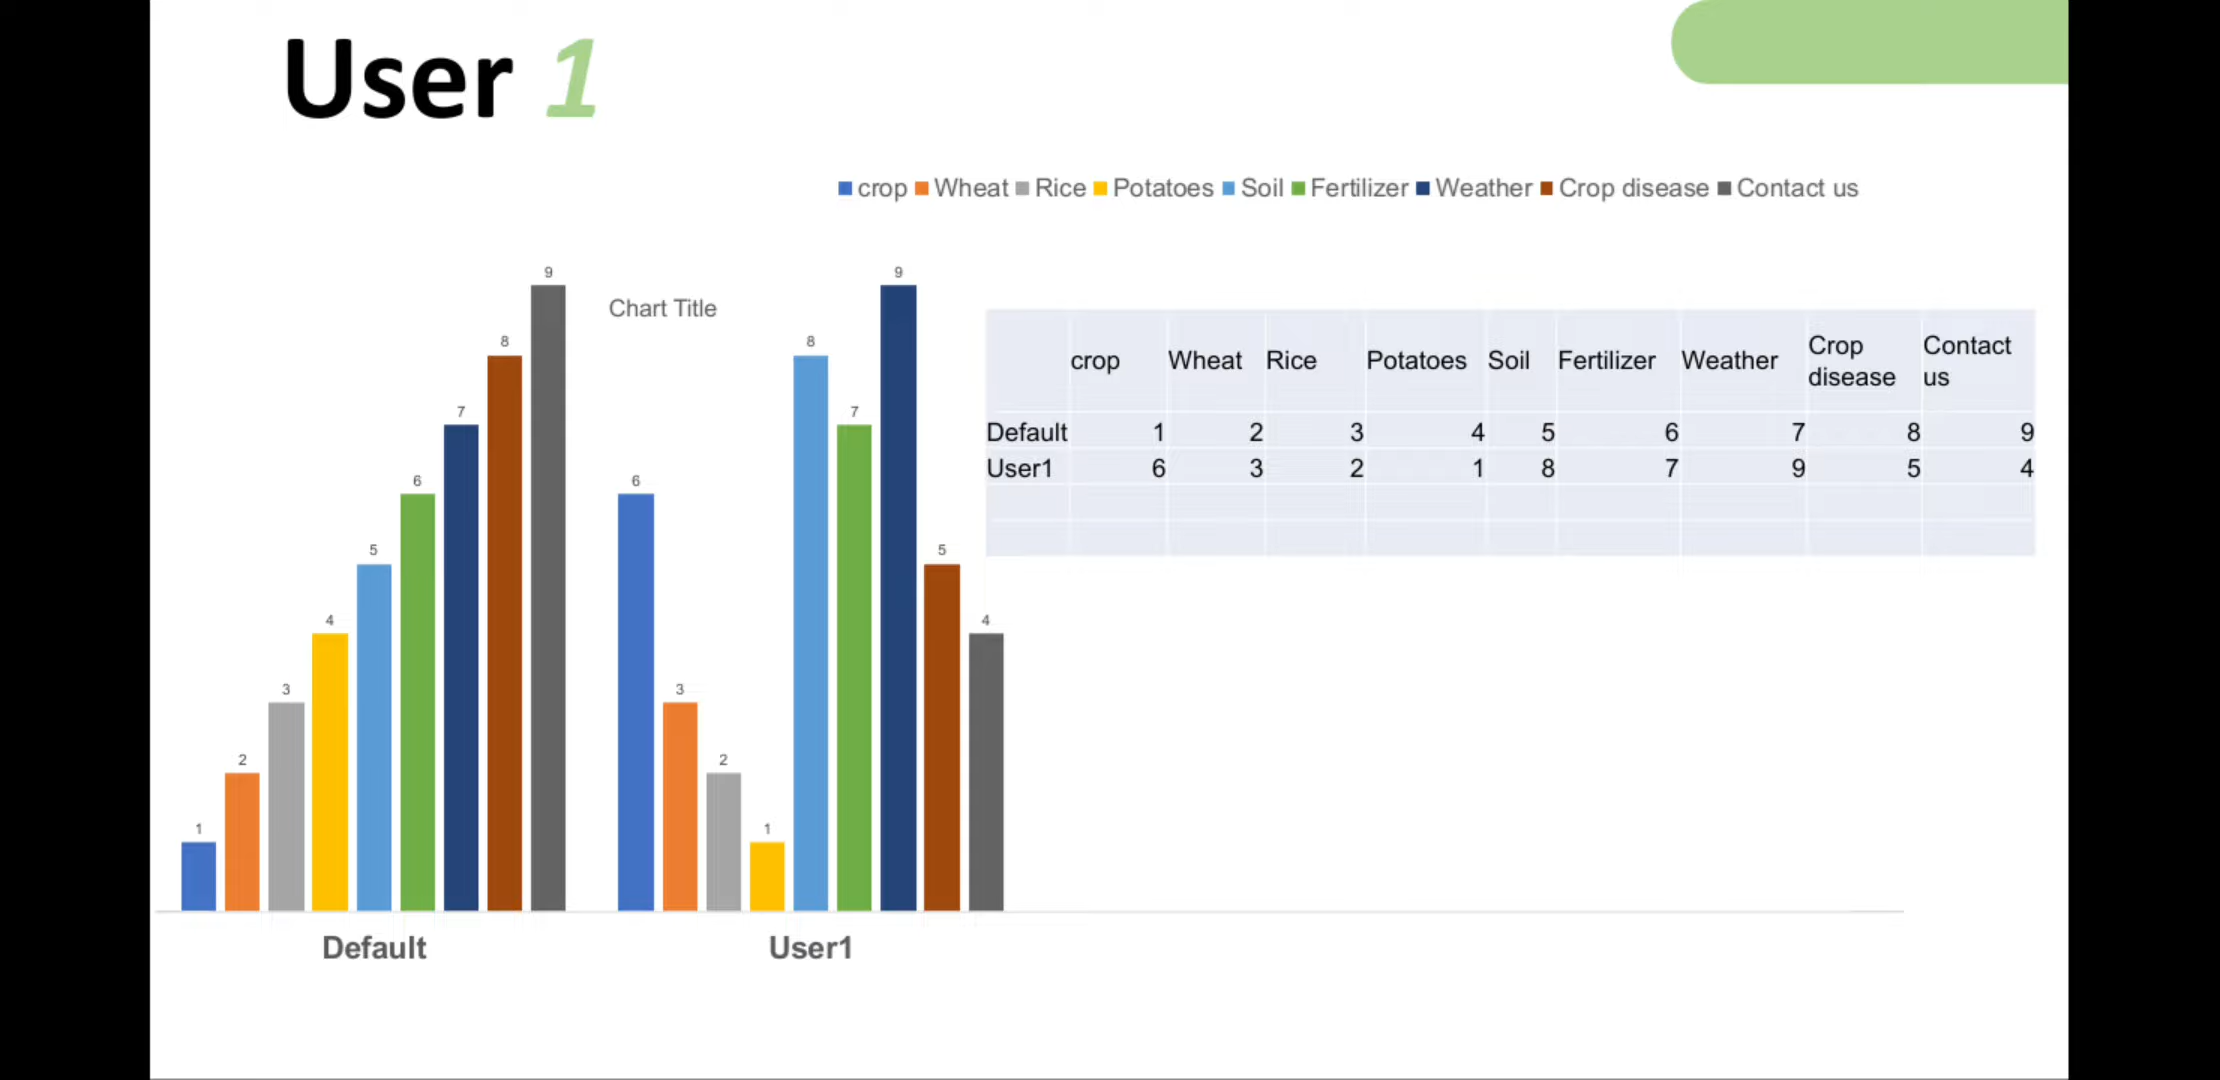 User 1
crop Wheat Rice Potatoes Soil Fertilizer Weather Crop disease Contact us
Chart Title
1 2 3 4 5 6 7 8 9
6 3 2 1 8 7 9 5 4
Default User1
crop Wheat Rice Potatoes Soil Fertilizer Weather Crop disease Contact us
Default 1 2 3 4 5 6 7 8 9
User1 6 3 2 1 8 7 9 5 4